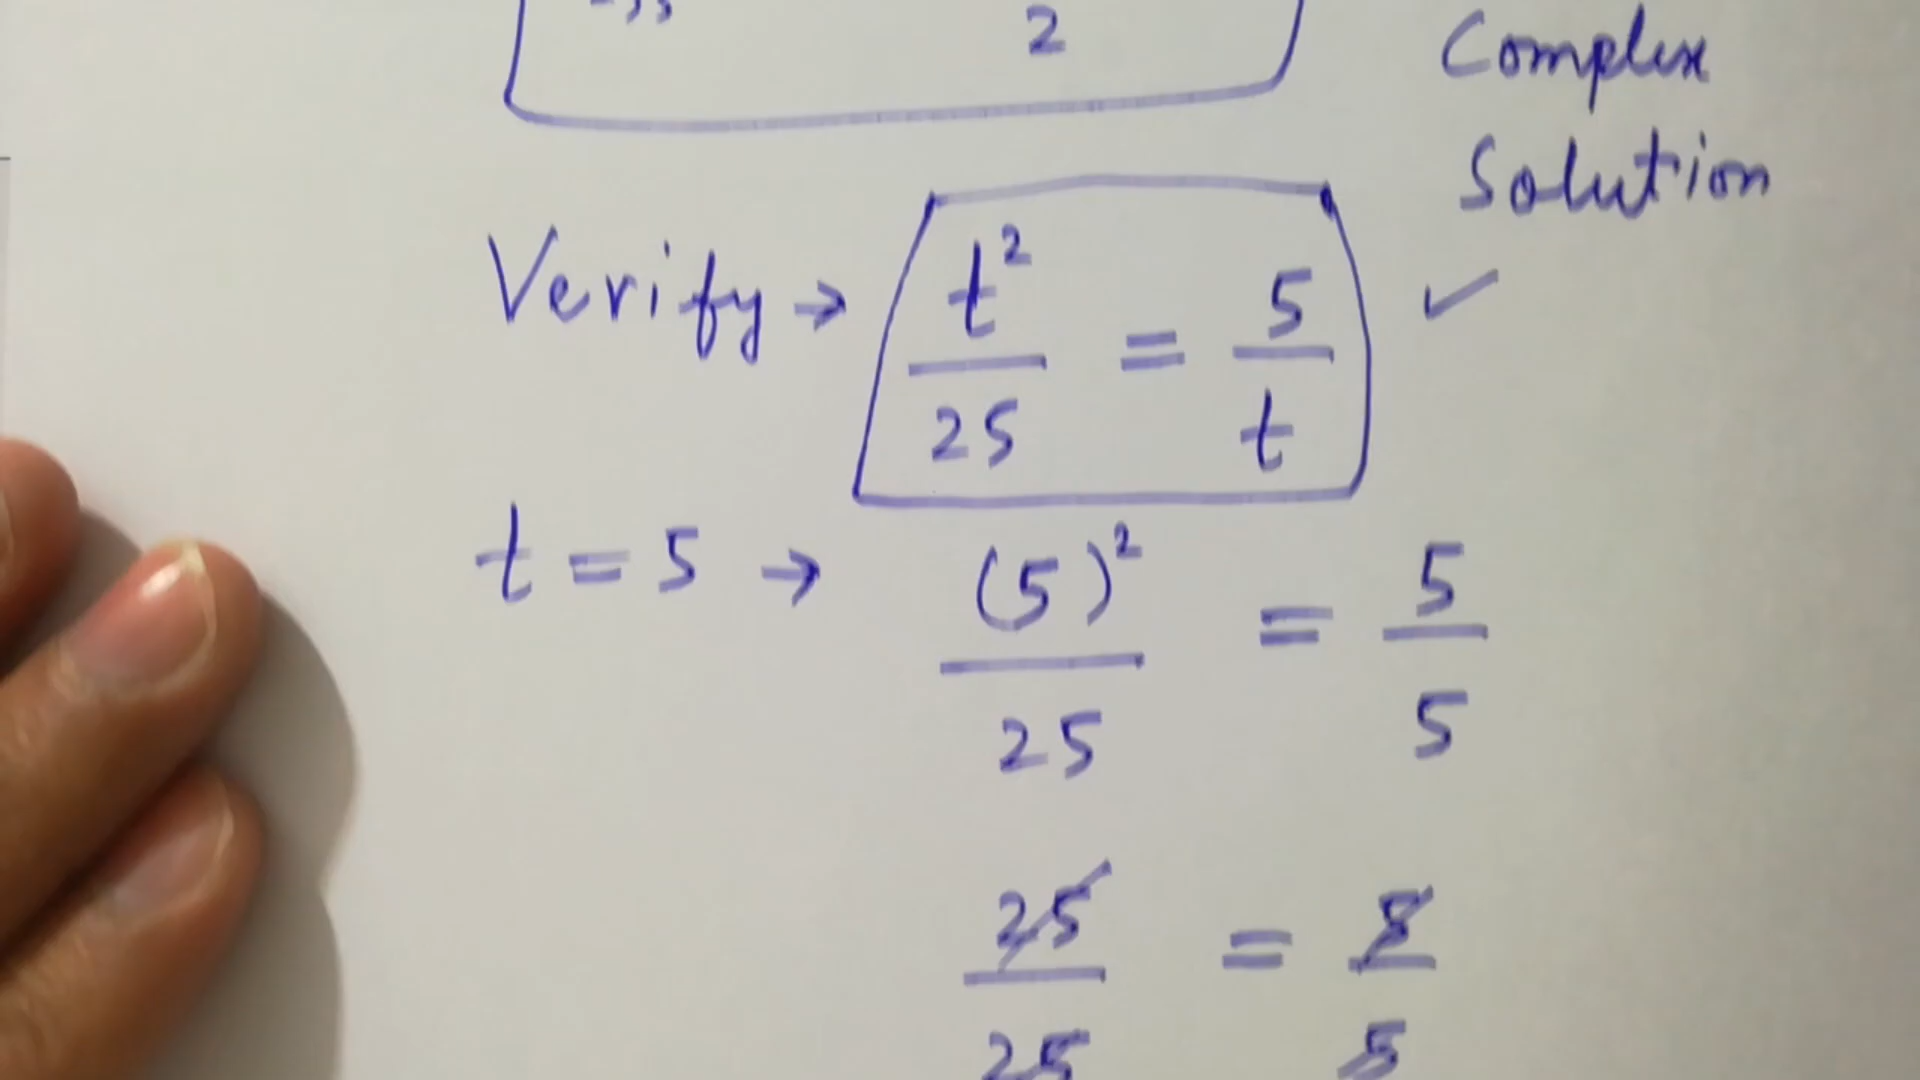 2
Complex
Solution
Verify → t² / 25 = 5 / t ✓
t = 5 → (5)² / 25 = 5 / 5
25 / 25 = 5 / 5